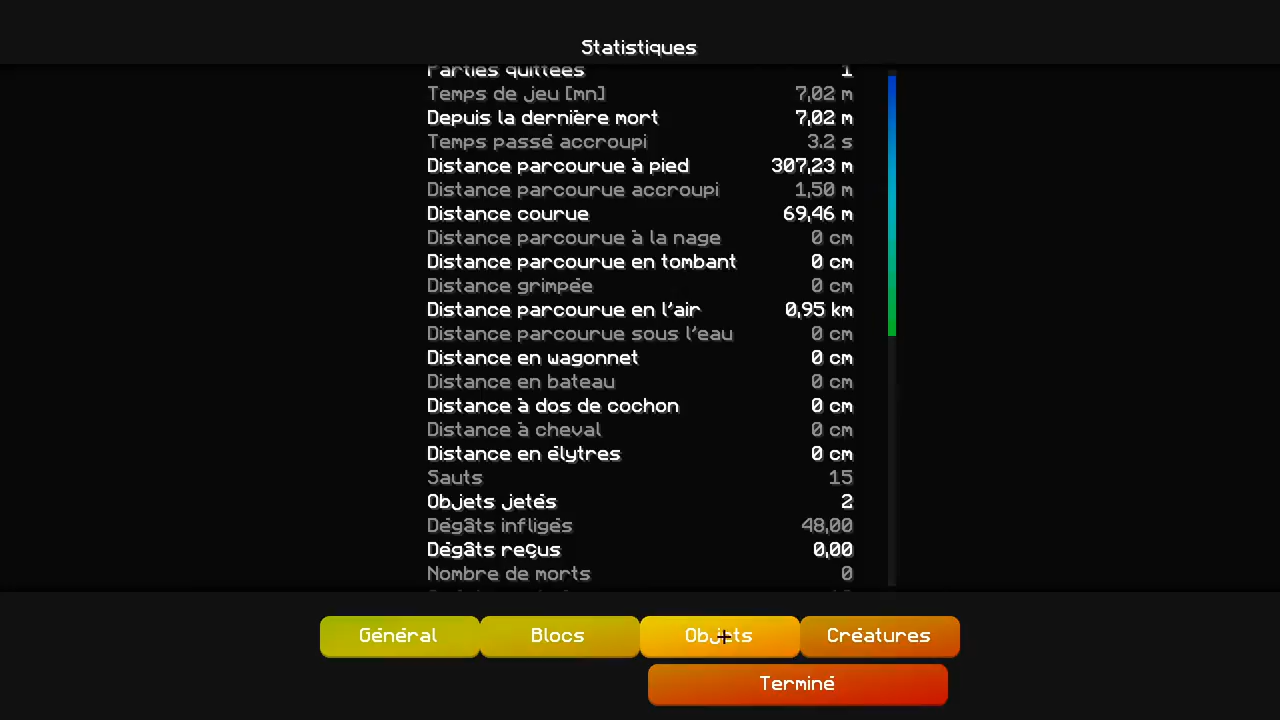 Statistiques
Parties quittées 1
Temps de jeu [mn] 7,02 m
Depuis la dernière mort 7,02 m
Temps passé accroupi 3.2 s
Distance parcourue à pied 307,23 m
Distance parcourue accroupi 1,50 m
Distance courue 69,46 m
Distance parcourue à la nage 0 cm
Distance parcourue en tombant 0 cm
Distance grimpée 0 cm
Distance parcourue en l'air 0,95 km
Distance parcourue sous l'eau 0 cm
Distance en wagonnet 0 cm
Distance en bateau 0 cm
Distance à dos de cochon 0 cm
Distance à cheval 0 cm
Distance en élytres 0 cm
Sauts 15
Objets jetés 2
Dégâts infligés 48,00
Dégâts reçus 0,00
Nombre de morts 0
Général Blocs Objets Créatures
Terminé